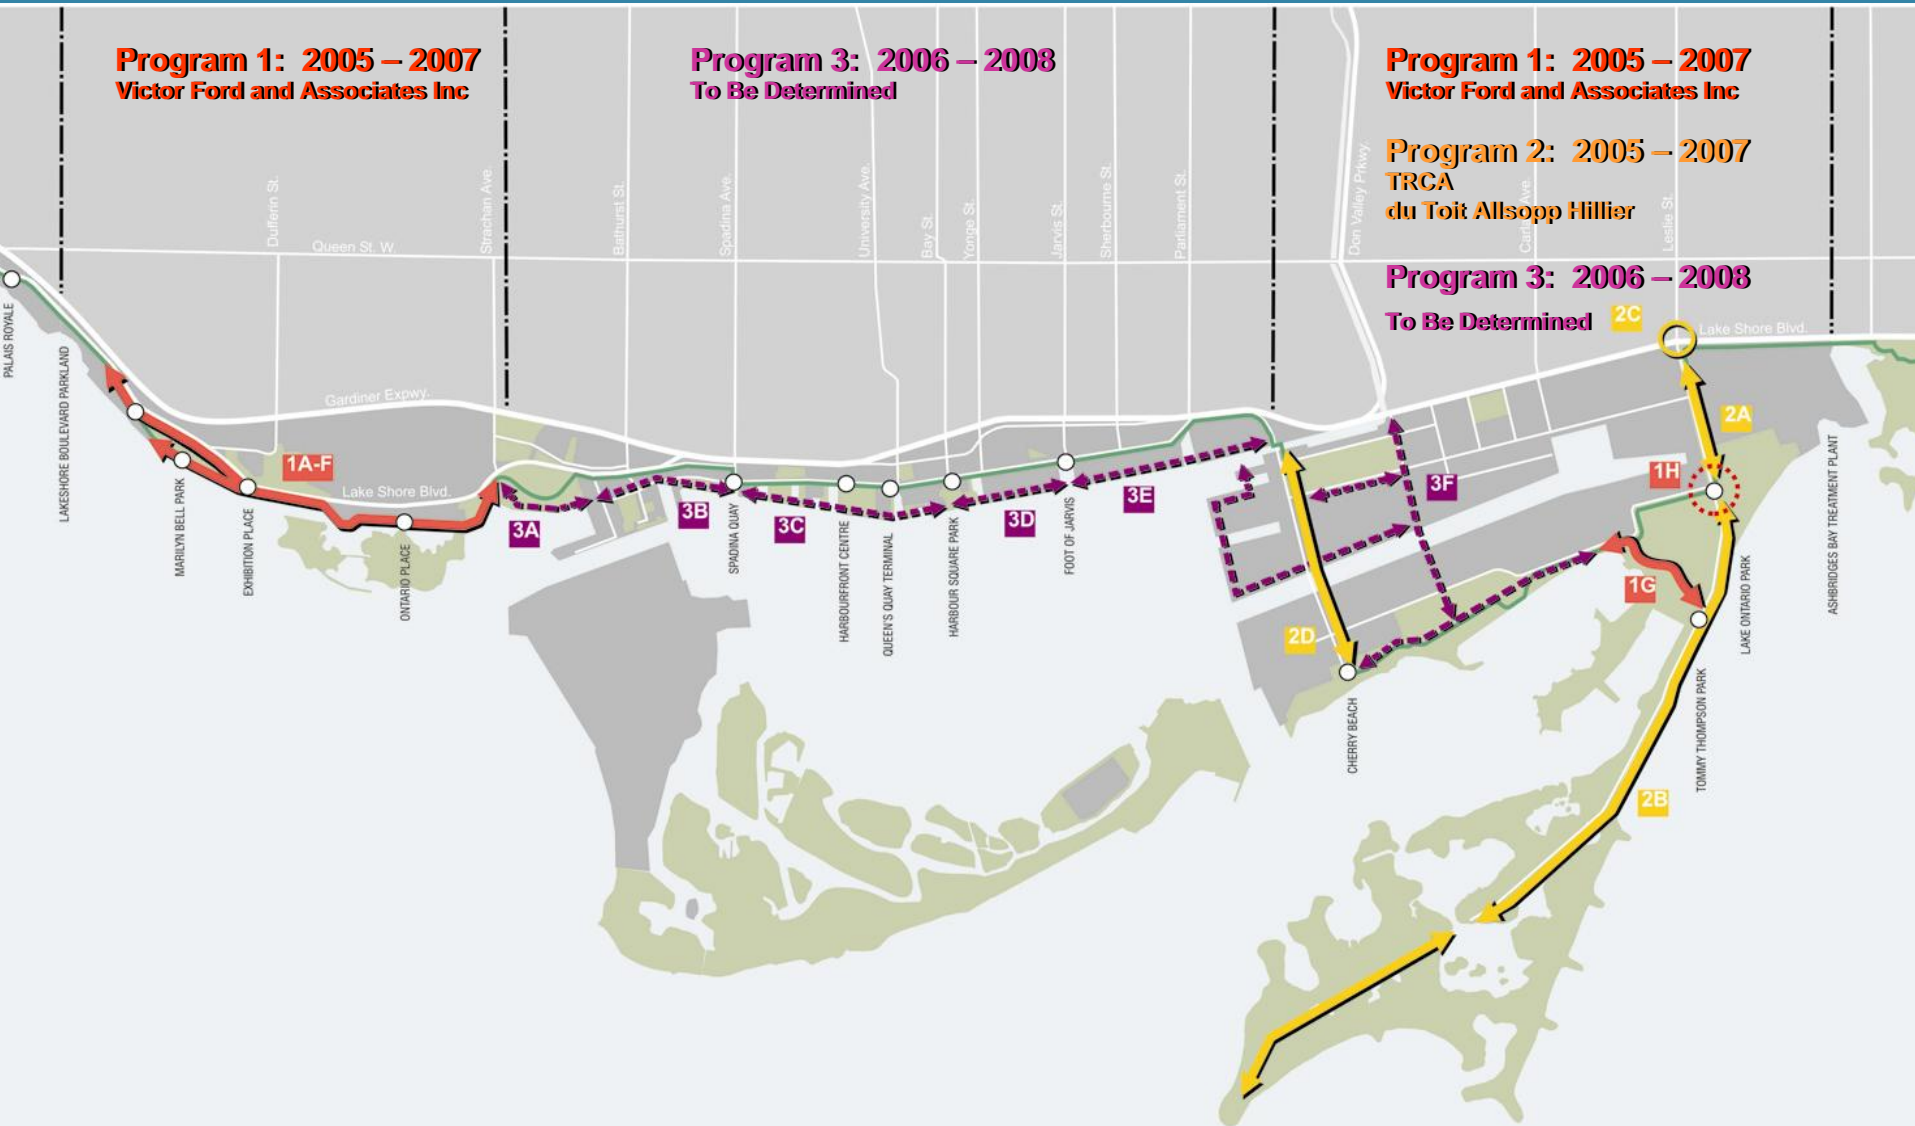 Program 1: 2005 – 2007
Victor Ford and Associates Inc
Program 3: 2006 – 2008
To Be Determined
Program 1: 2005 – 2007
Victor Ford and Associates Inc
Program 2: 2005 – 2007
TRCA
du Toit Allsopp Hillier
Program 3: 2006 – 2008
To Be Determined
Dufferin St.
Strachan Ave.
Bathurst St.
Spadina Ave.
University Ave.
Bay St.
Yonge St.
Jarvis St.
Sherbourne St.
Parliament St.
Don Valley Prkwy.
Ave.
Leslie St.
Queen St. W.
Gardiner Expwy.
Lake Shore Blvd.
Lake Shore Blvd.
2C
2A
1H
1A-F
3A
3B
3C
3D
3E
3F
1G
2D
2B
PALAIS ROYALE
LAKESHORE BOULEVARD PARKLAND
MARILYN BELL PARK
EXHIBITION PLACE
ONTARIO PLACE
SPADINA QUAY
HARBOURFRONT CENTRE
QUEEN'S QUAY TERMINAL
HARBOUR SQUARE PARK
FOOT OF JARVIS
CHERRY BEACH
TOMMY THOMPSON PARK
LAKE ONTARIO PARK
ASHBRIDGES BAY TREATMENT PLANT